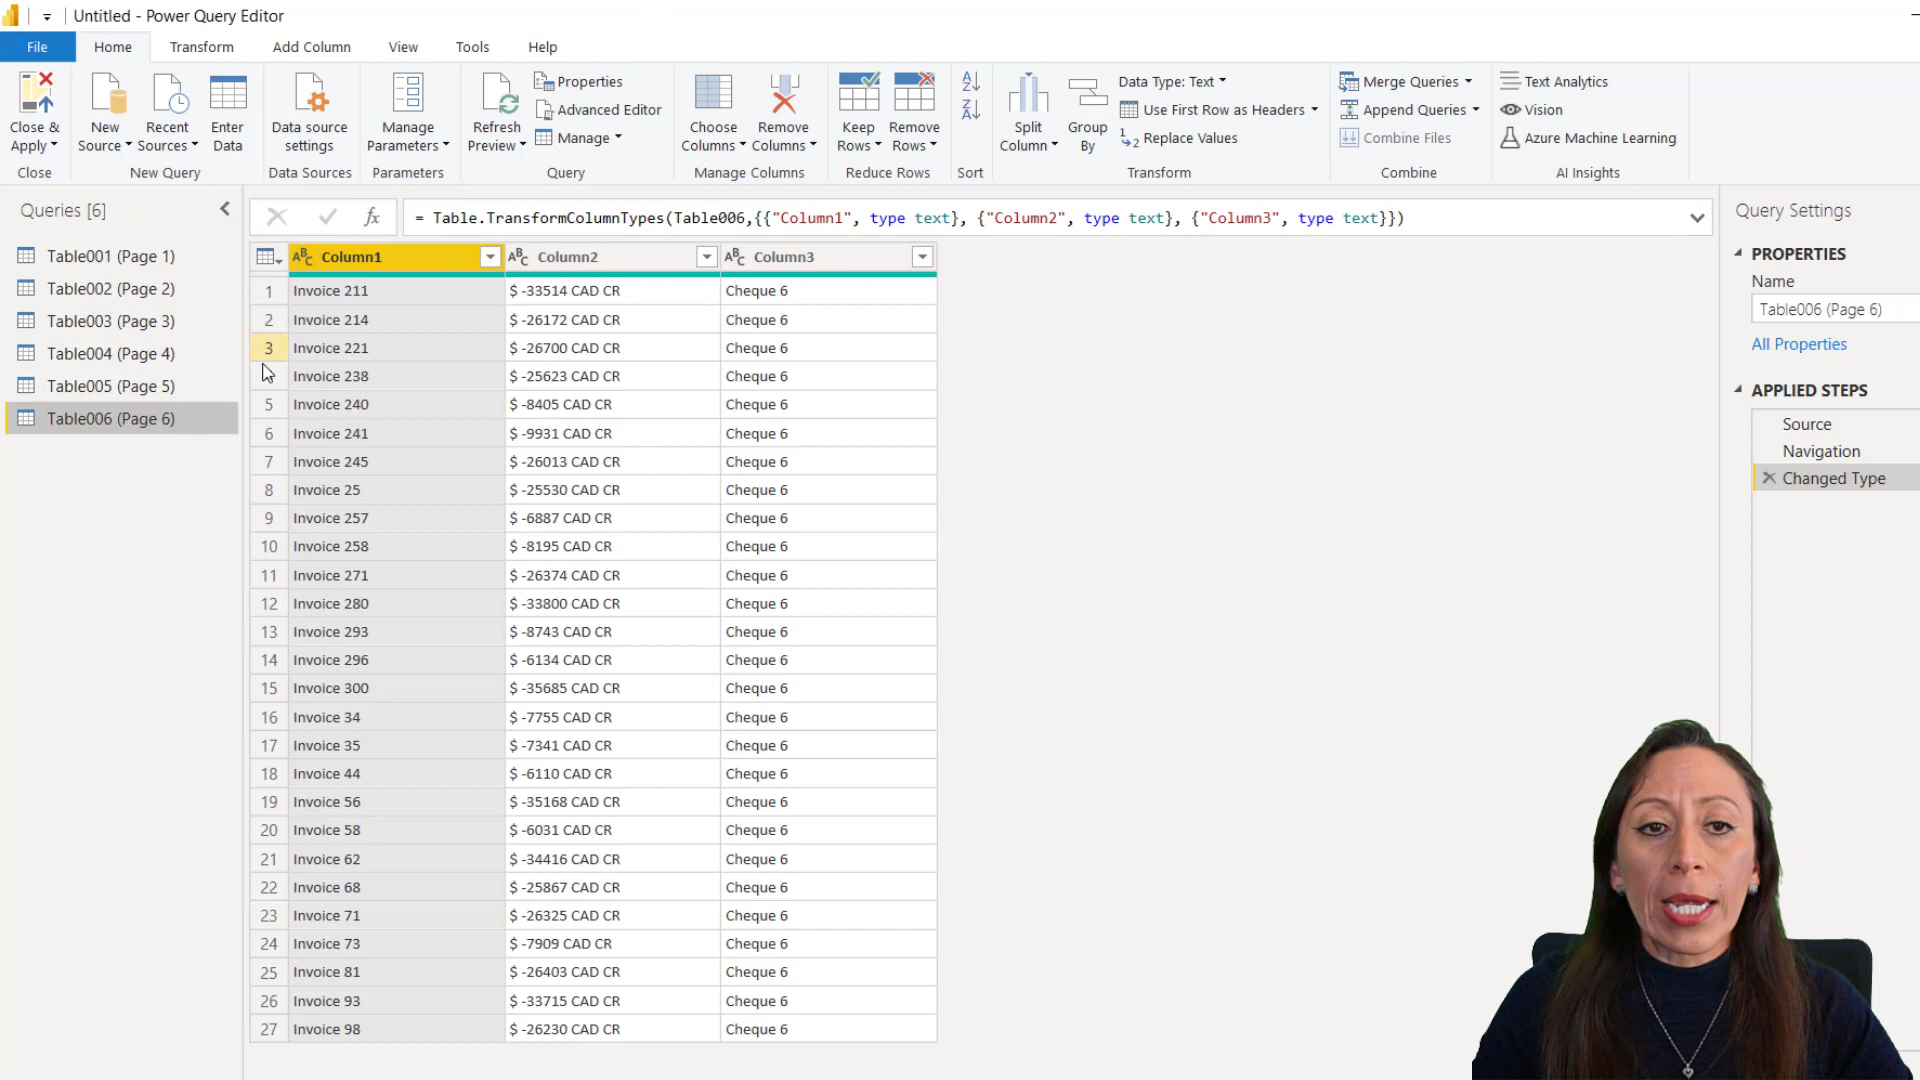 Untitled - Power Query Editor
File Home Transform Add Column View Tools Help
Close & Apply
New Source
Recent Sources
Enter Data
Data source settings
Manage Parameters
Refresh Preview
Properties
Advanced Editor
Manage
Choose Columns
Remove Columns
Keep Rows
Remove Rows
Split Column
Group By
Data Type: Text
Use First Row as Headers
Replace Values
Merge Queries
Append Queries
Combine Files
Text Analytics
Vision
Azure Machine Learning
Close New Query Data Sources Parameters Query Manage Columns Reduce Rows Sort Transform Combine AI Insights
Queries [6]
Table001 (Page 1)
Table002 (Page 2)
Table003 (Page 3)
Table004 (Page 4)
Table005 (Page 5)
Table006 (Page 6)
fx = Table.TransformColumnTypes(Table006,{{"Column1", type text}, {"Column2", type text}, {"Column3", type text}})
ABC Column1 ABC Column2 ABC Column3
1 Invoice 211 $ -33514 CAD CR Cheque 6
2 Invoice 214 $ -26172 CAD CR Cheque 6
3 Invoice 221 $ -26700 CAD CR Cheque 6
Invoice 238 $ -25623 CAD CR Cheque 6
5 Invoice 240 $ -8405 CAD CR Cheque 6
6 Invoice 241 $ -9931 CAD CR Cheque 6
7 Invoice 245 $ -26013 CAD CR Cheque 6
8 Invoice 25 $ -25530 CAD CR Cheque 6
9 Invoice 257 $ -6887 CAD CR Cheque 6
10 Invoice 258 $ -8195 CAD CR Cheque 6
11 Invoice 271 $ -26374 CAD CR Cheque 6
12 Invoice 280 $ -33800 CAD CR Cheque 6
13 Invoice 293 $ -8743 CAD CR Cheque 6
14 Invoice 296 $ -6134 CAD CR Cheque 6
15 Invoice 300 $ -35685 CAD CR Cheque 6
16 Invoice 34 $ -7755 CAD CR Cheque 6
17 Invoice 35 $ -7341 CAD CR Cheque 6
18 Invoice 44 $ -6110 CAD CR Cheque 6
19 Invoice 56 $ -35168 CAD CR Cheque 6
20 Invoice 58 $ -6031 CAD CR Cheque 6
21 Invoice 62 $ -34416 CAD CR Cheque 6
22 Invoice 68 $ -25867 CAD CR Cheque 6
23 Invoice 71 $ -26325 CAD CR Cheque 6
24 Invoice 73 $ -7909 CAD CR Cheque 6
25 Invoice 81 $ -26403 CAD CR Cheque 6
26 Invoice 93 $ -33715 CAD CR Cheque 6
27 Invoice 98 $ -26230 CAD CR Cheque 6
Query Settings
PROPERTIES
Name
Table006 (Page 6)
All Properties
APPLIED STEPS
Source
Navigation
Changed Type